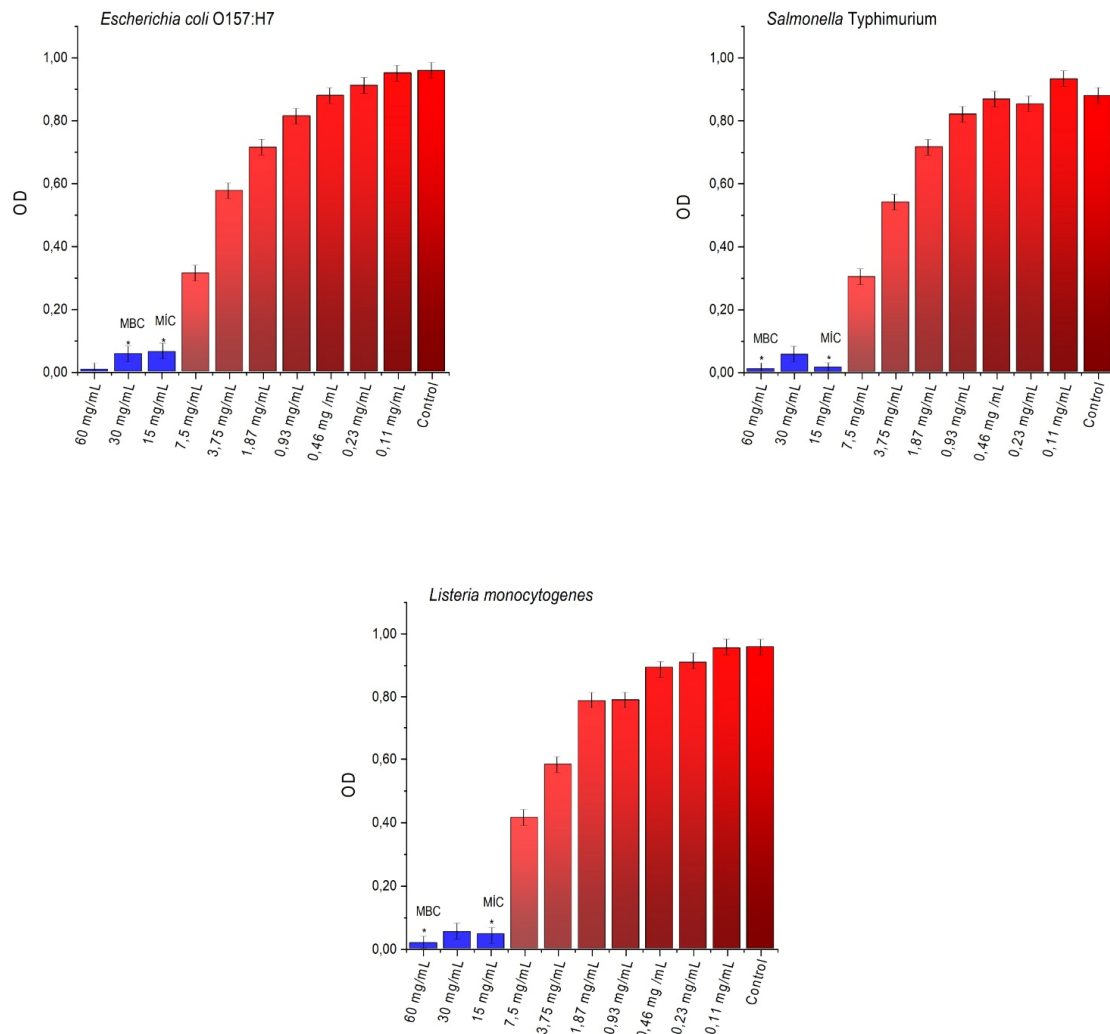 Escherichia coli O157:H7
1,00
0,80
0,60
0,40
0,20
0,00
OD
MBC
*
MİC
*
60 mg/mL
30 mg/mL
15 mg/mL
7,5 mg/mL
3,75 mg/mL
1,87 mg/mL
0,93 mg/mL
0,46 mg /mL
0,23 mg/mL
0,11 mg/mL
Control
Salmonella Typhimurium
1,00
0,80
0,60
0,40
0,20
0,00
OD
MBC
*
MİC
*
60 mg/mL
30 mg/mL
15 mg/mL
7,5 mg/mL
3,75 mg/mL
1,87 mg/mL
0,93 mg/mL
0,46 mg /mL
0,23 mg/mL
0,11 mg/mL
Control
Listeria monocytogenes
1,00
0,80
0,60
0,40
0,20
0,00
OD
MBC
*
MİC
*
60 mg/mL
30 mg/mL
15 mg/mL
7,5 mg/mL
3,75 mg/mL
1,87 mg/mL
0,93 mg/mL
0,46 mg /mL
0,23 mg/mL
0,11 mg/mL
Control